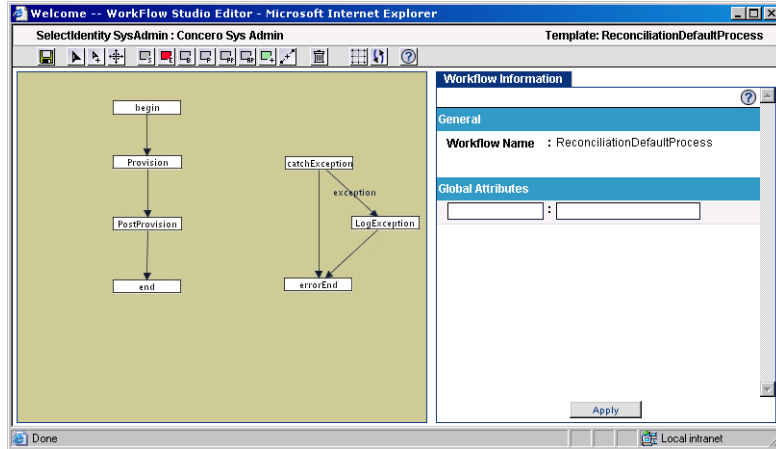 Welcome -- WorkFlow Studio Editor - Microsoft Internet Explorer
SelectIdentity SysAdmin : Concero Sys Admin
Template: ReconciliationDefaultProcess
Workflow Information
General
Workflow Name : ReconciliationDefaultProcess
Global Attributes
:
Apply
begin
Provision
PostProvision
end
catchException
exception
LogException
errorEnd
Done
Local intranet